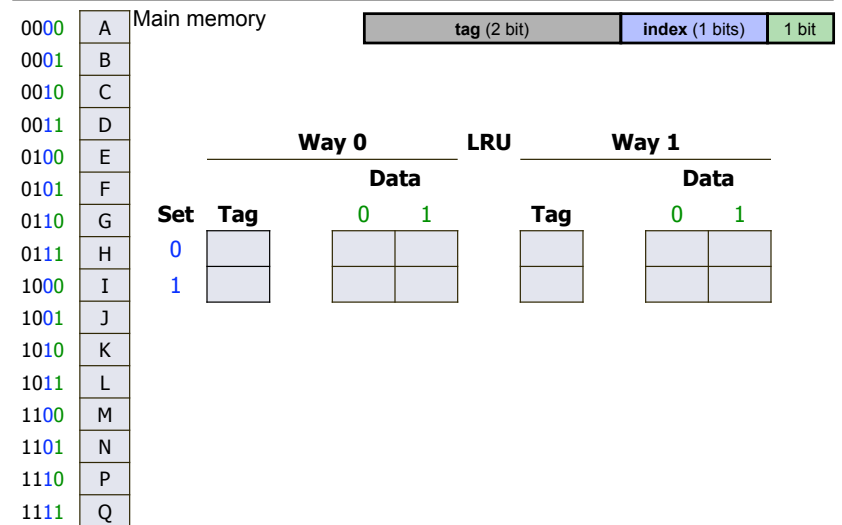 Main memory
tag (2 bit) index (1 bits) 1 bit
0000 A
0001 B
0010 C
0011 D
0100 E
0101 F
0110 G
0111 H
1000 I
1001 J
1010 K
1011 L
1100 M
1101 N
1110 P
1111 Q
Way 0 LRU Way 1
Data Data
Set Tag 0 1 Tag 0 1
0
1